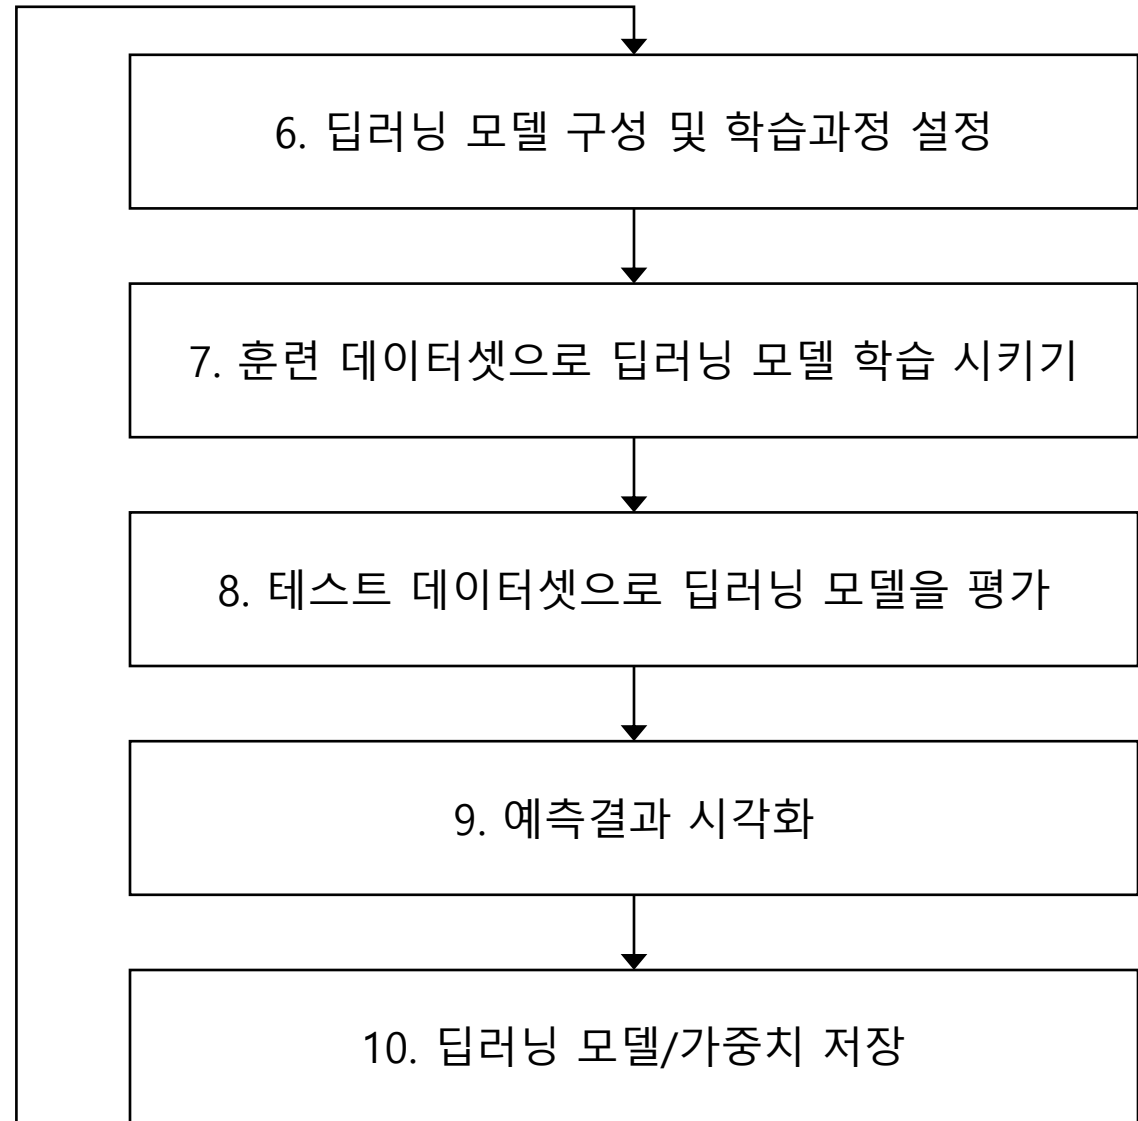 6. 딥러닝 모델 구성 및 학습과정 설정
7. 훈련 데이터셋으로 딥러닝 모델 학습 시키기
8. 테스트 데이터셋으로 딥러닝 모델을 평가
9. 예측결과 시각화
10. 딥러닝 모델/가중치 저장